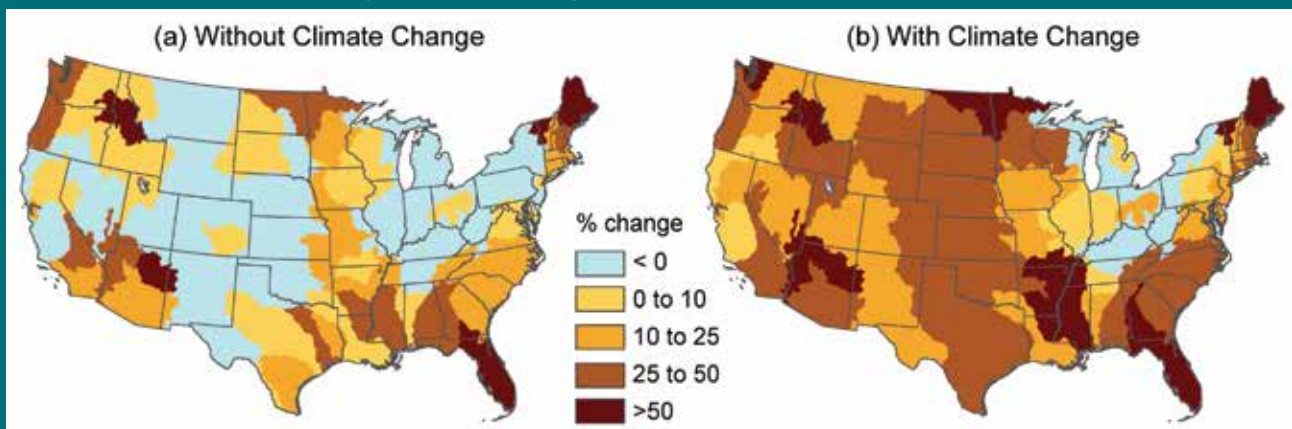 (a) Without Climate Change
(b) With Climate Change
% change
< 0
0 to 10
10 to 25
25 to 50
>50